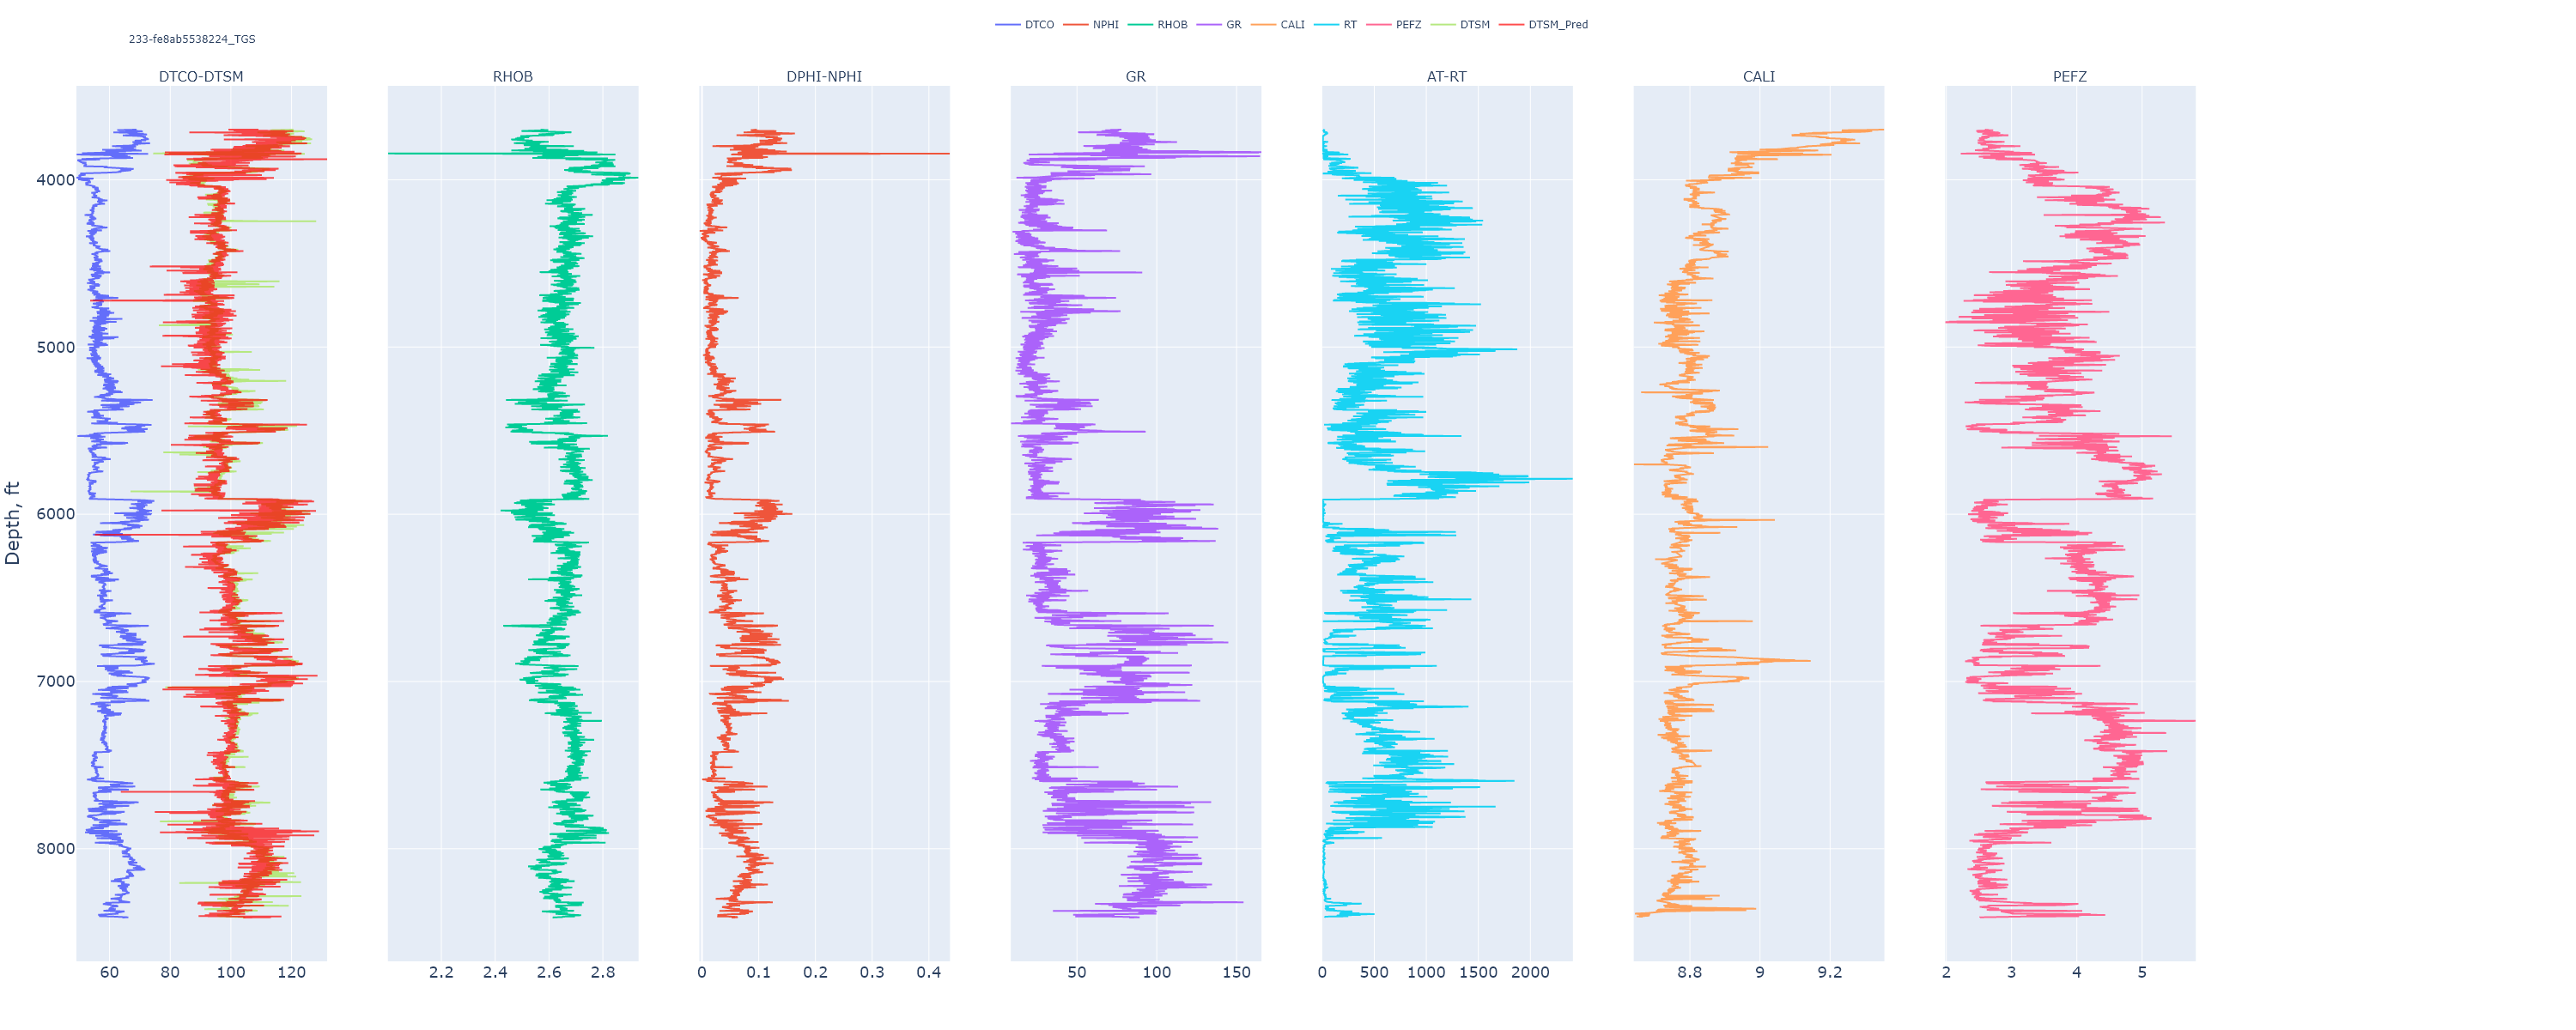 DTCO NPHI RHOB GR CALI RT PEFZ DTSM DTSM_Pred
233-fe8ab5538224_TGS
DTCO-DTSM RHOB DPHI-NPHI GR AT-RT CALI PEFZ
Depth, ft
4000
5000
6000
7000
8000
60 80 100 120 2.2 2.4 2.6 2.8 0 0.1 0.2 0.3 0.4 50 100 150 0 500 1000 1500 2000 8.8 9 9.2 2 3 4 5